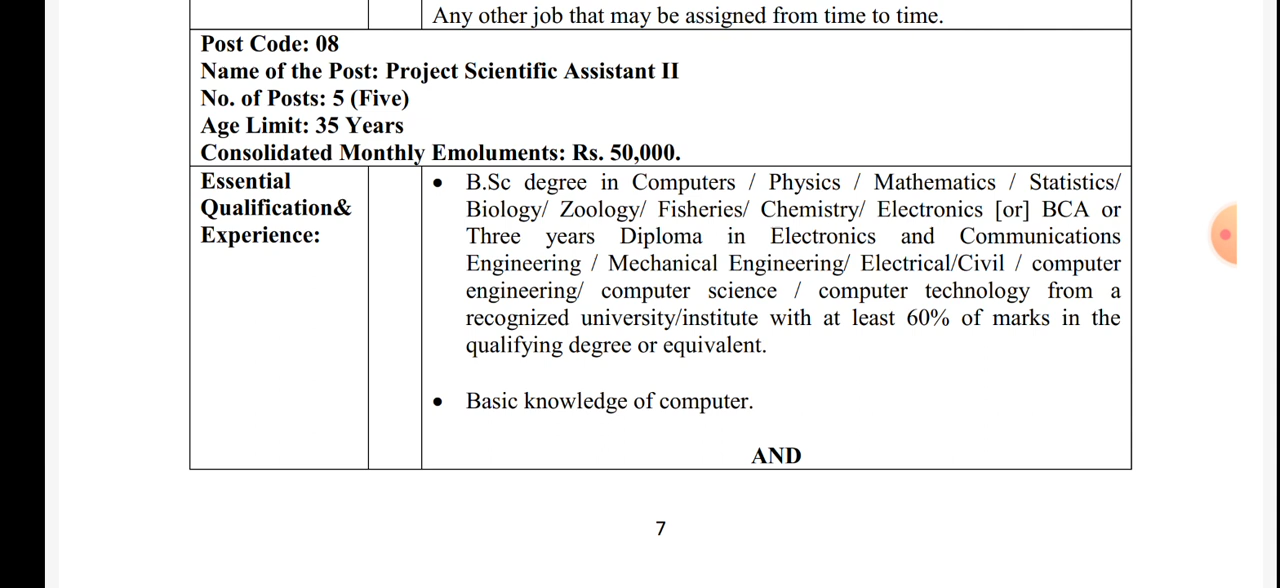 Any other job that may be assigned from time to time.
Post Code: 08
Name of the Post: Project Scientific Assistant II
No. of Posts: 5 (Five)
Age Limit: 35 Years
Consolidated Monthly Emoluments: Rs. 50,000.
Essential
Qualification&
Experience:
• B.Sc degree in Computers / Physics / Mathematics / Statistics/
Biology/ Zoology/ Fisheries/ Chemistry/ Electronics [or] BCA or
Three years Diploma in Electronics and Communications
Engineering / Mechanical Engineering/ Electrical/Civil / computer
engineering/ computer science / computer technology from a
recognized university/institute with at least 60% of marks in the
qualifying degree or equivalent.
• Basic knowledge of computer.
AND
7